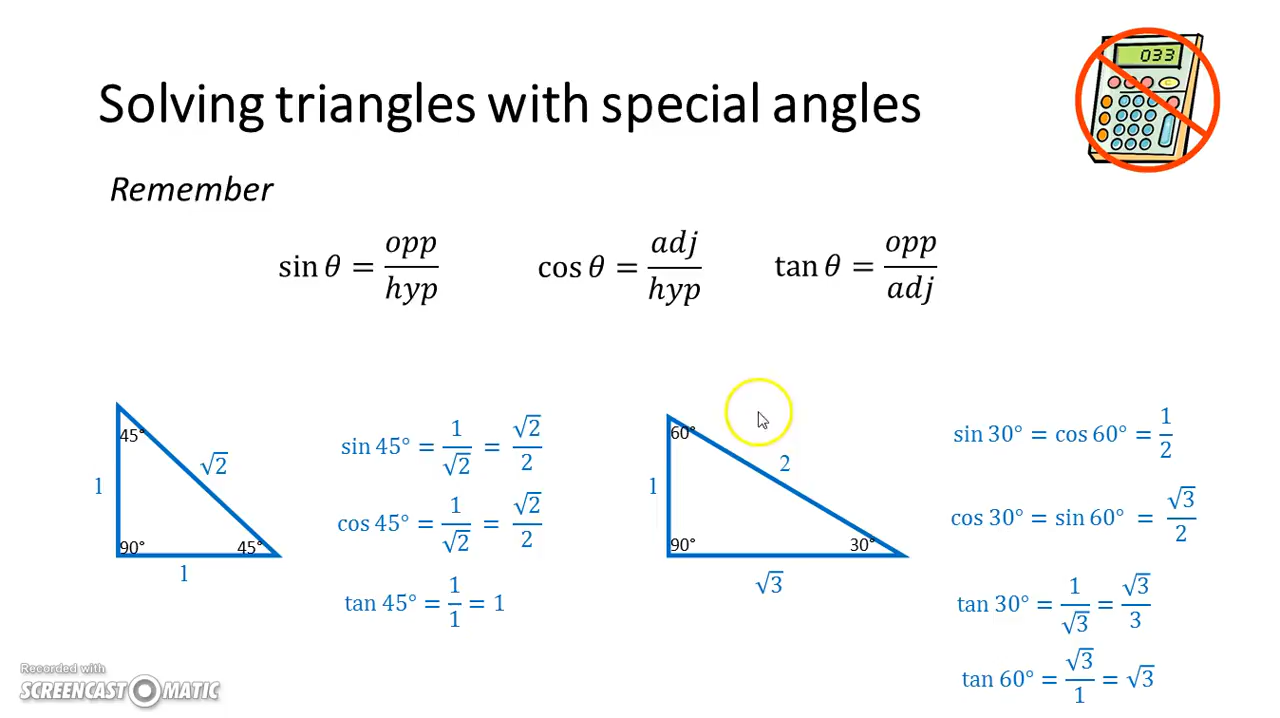 033
Solving triangles with special angles
Remember
sin θ = opp/hyp
cos θ = adj/hyp
tan θ = opp/adj
45°
√2
1
90°
45°
1
sin 45° = 1/√2 = √2/2
cos 45° = 1/√2 = √2/2
tan 45° = 1/1 = 1
60°
2
1
90°
30°
√3
sin 30° = cos 60° = 1/2
cos 30° = sin 60° = √3/2
tan 30° = 1/√3 = √3/3
tan 60° = √3/1 = √3
Recorded with
SCREENCAST-O-MATIC